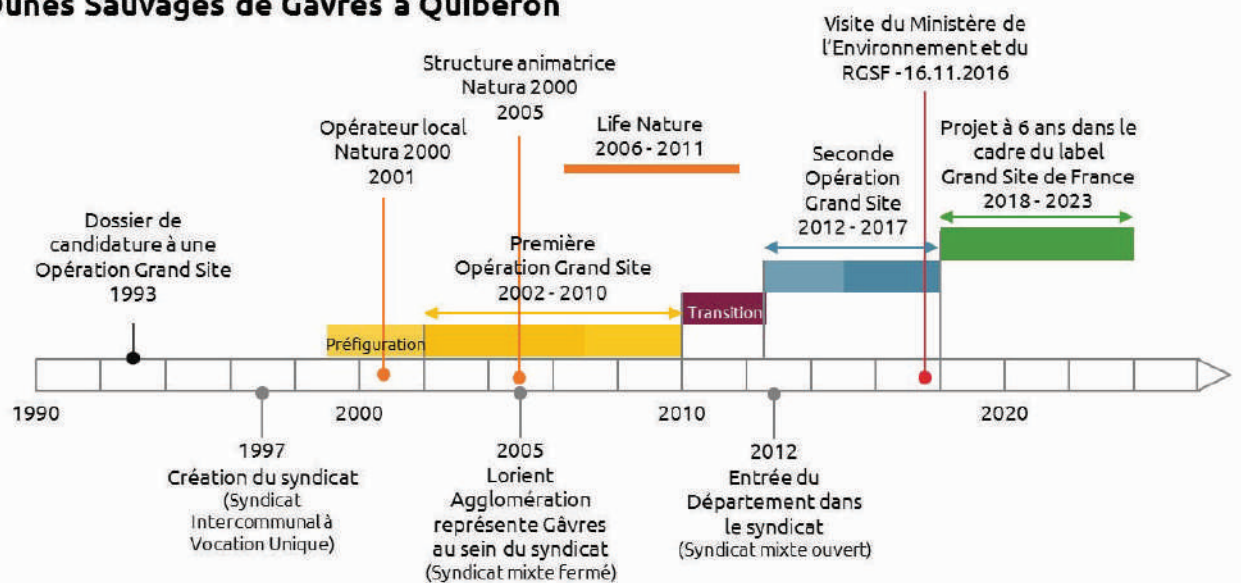 Dunes Sauvages de Gâvres à Quiberon
Visite du Ministère de
l'Environnement et du
RGSF - 16.11.2016
Structure animatrice
Natura 2000
2005
Opérateur local
Natura 2000
2001
Life Nature
2006 - 2011
Projet à 6 ans dans le
cadre du label
Grand Site de France
2018 - 2023
Seconde
Opération
Grand Site
2012 - 2017
Dossier de
candidature à une
Opération Grand Site
1993
Première
Opération Grand Site
2002 - 2010
Transition
Préfiguration
1990
2000
2010
2020
1997
Création du syndicat
(Syndicat
Intercommunal à
Vocation Unique)
2005
Lorient
Agglomération
représente Gâvres
au sein du syndicat
(Syndicat mixte fermé)
2012
Entrée du
Département dans
le syndicat
(Syndicat mixte ouvert)